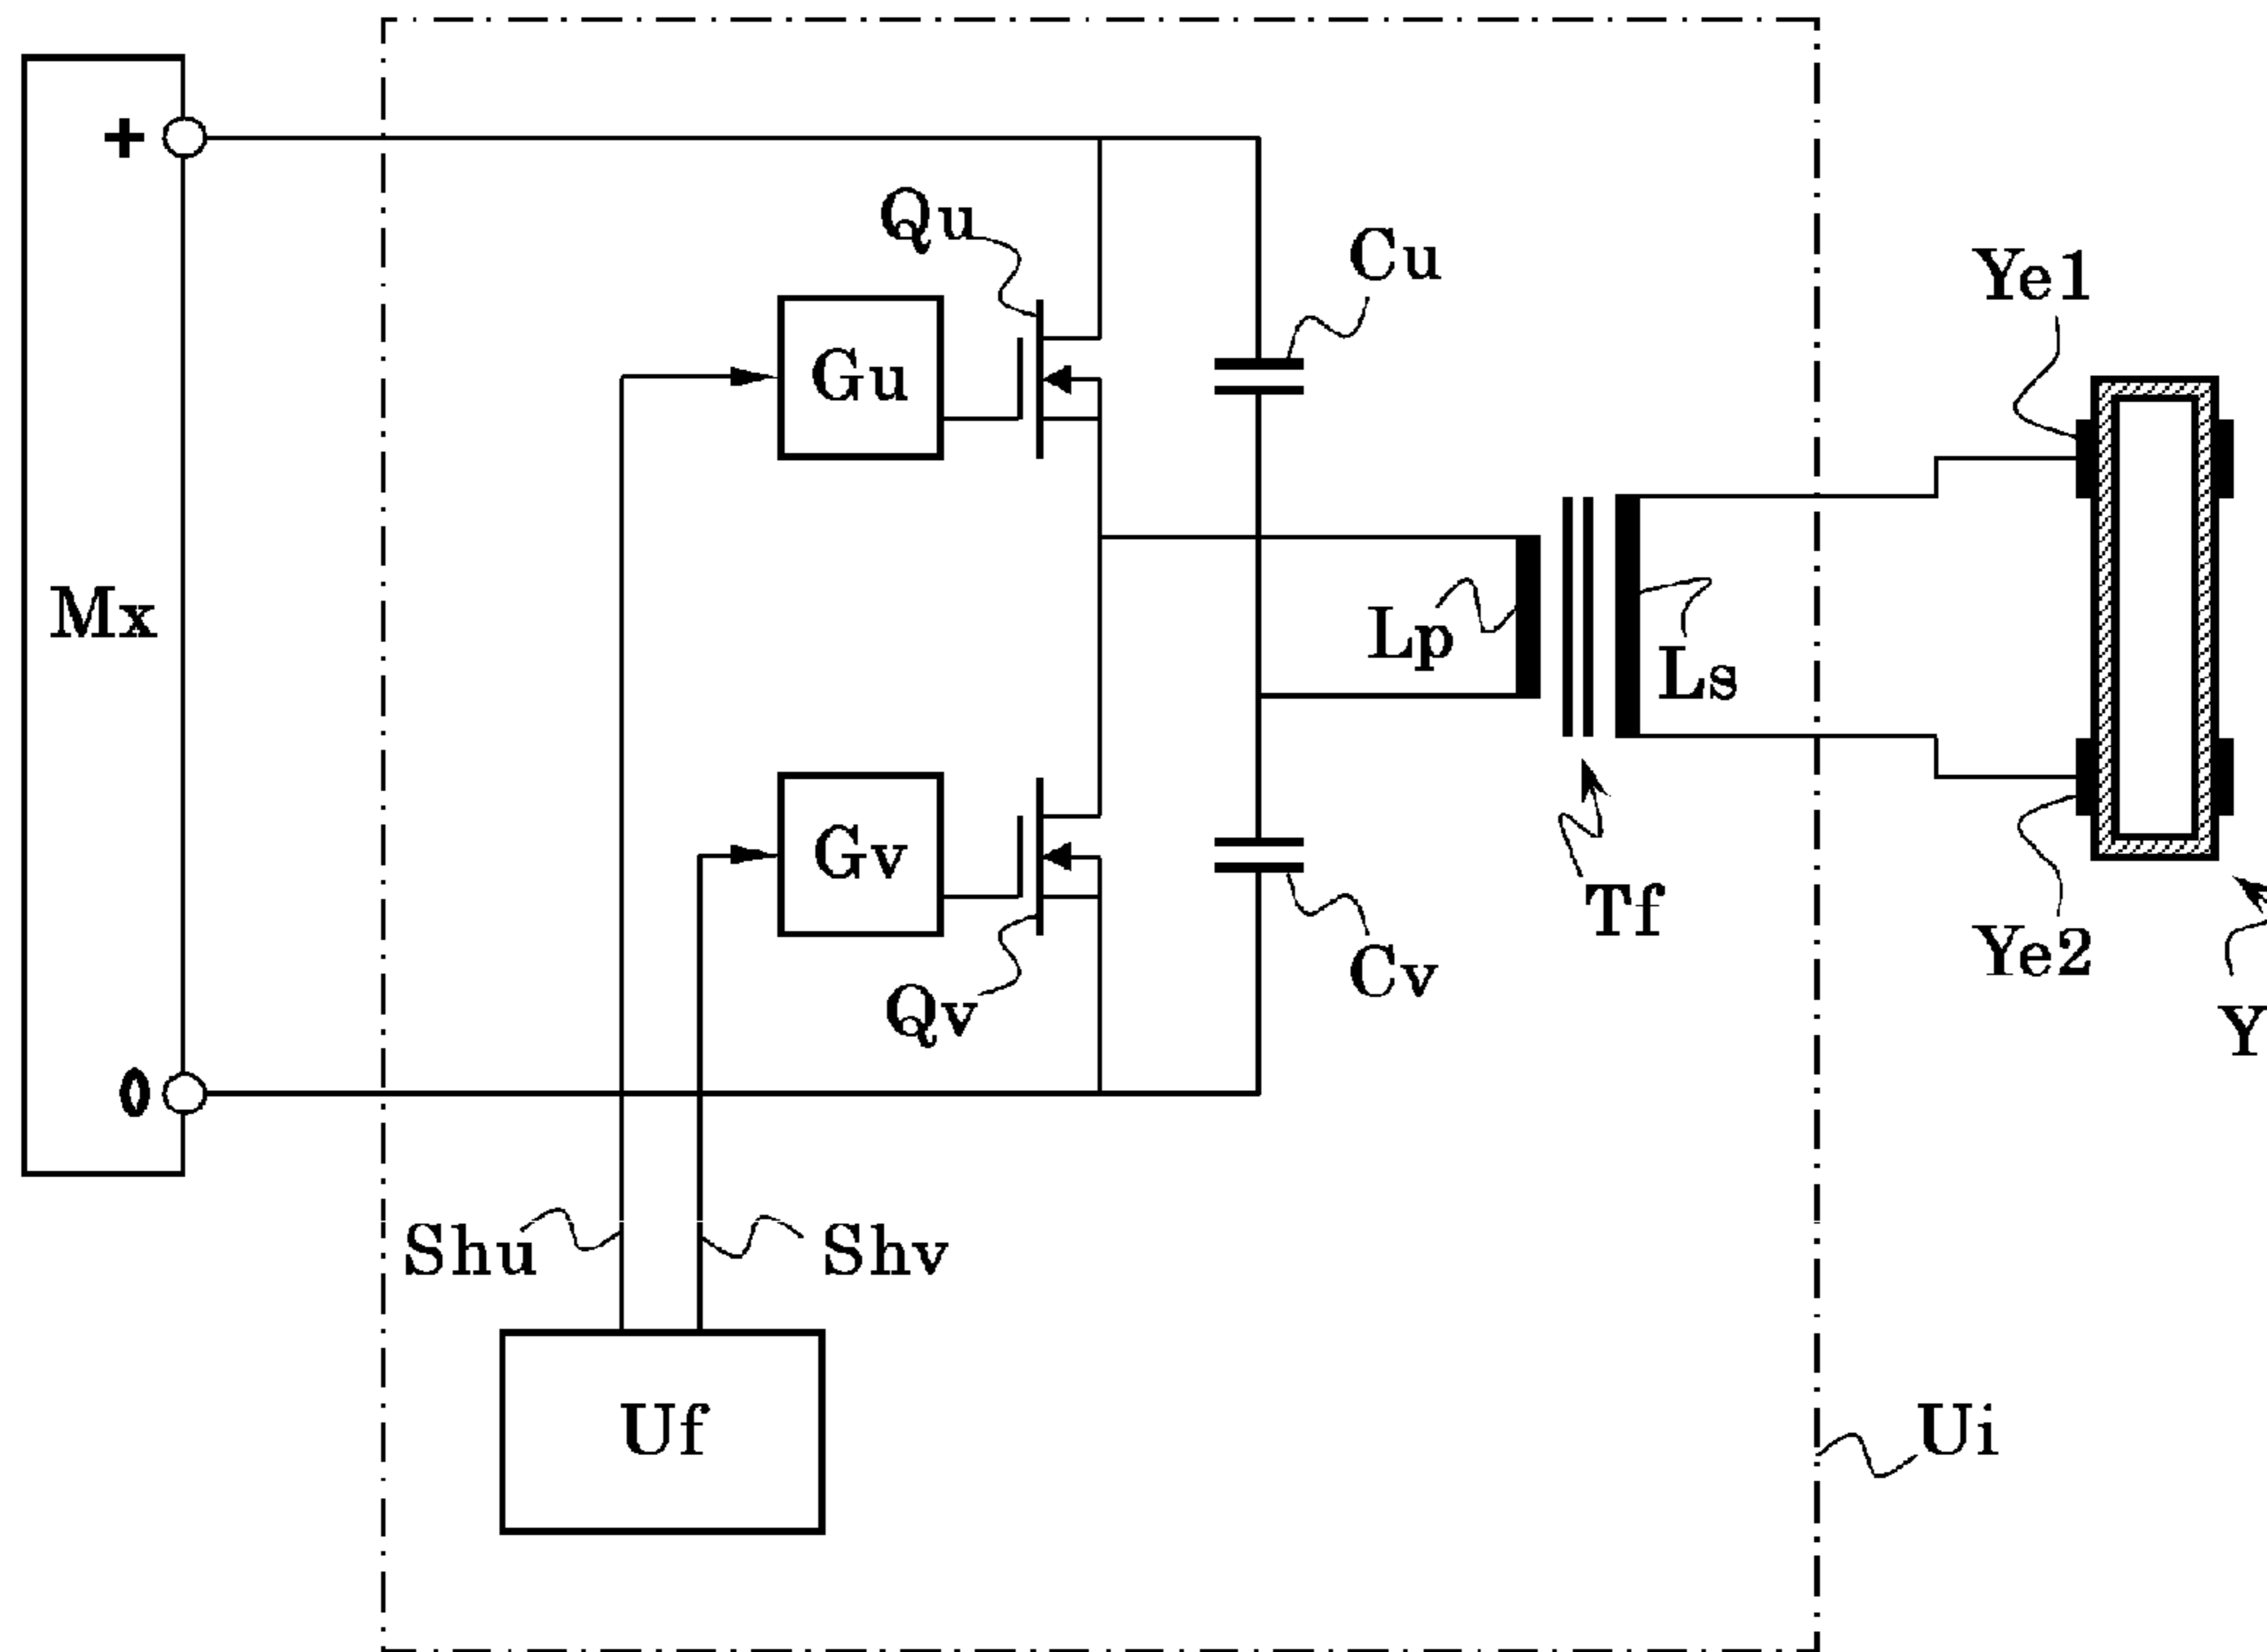 +
Qu
Cu
Ye1
Gu
Mx
Lp
Ls
Gv
Tf
Ye2
Cv
Qv
Y
0
Shu
Shv
Uf
Ui